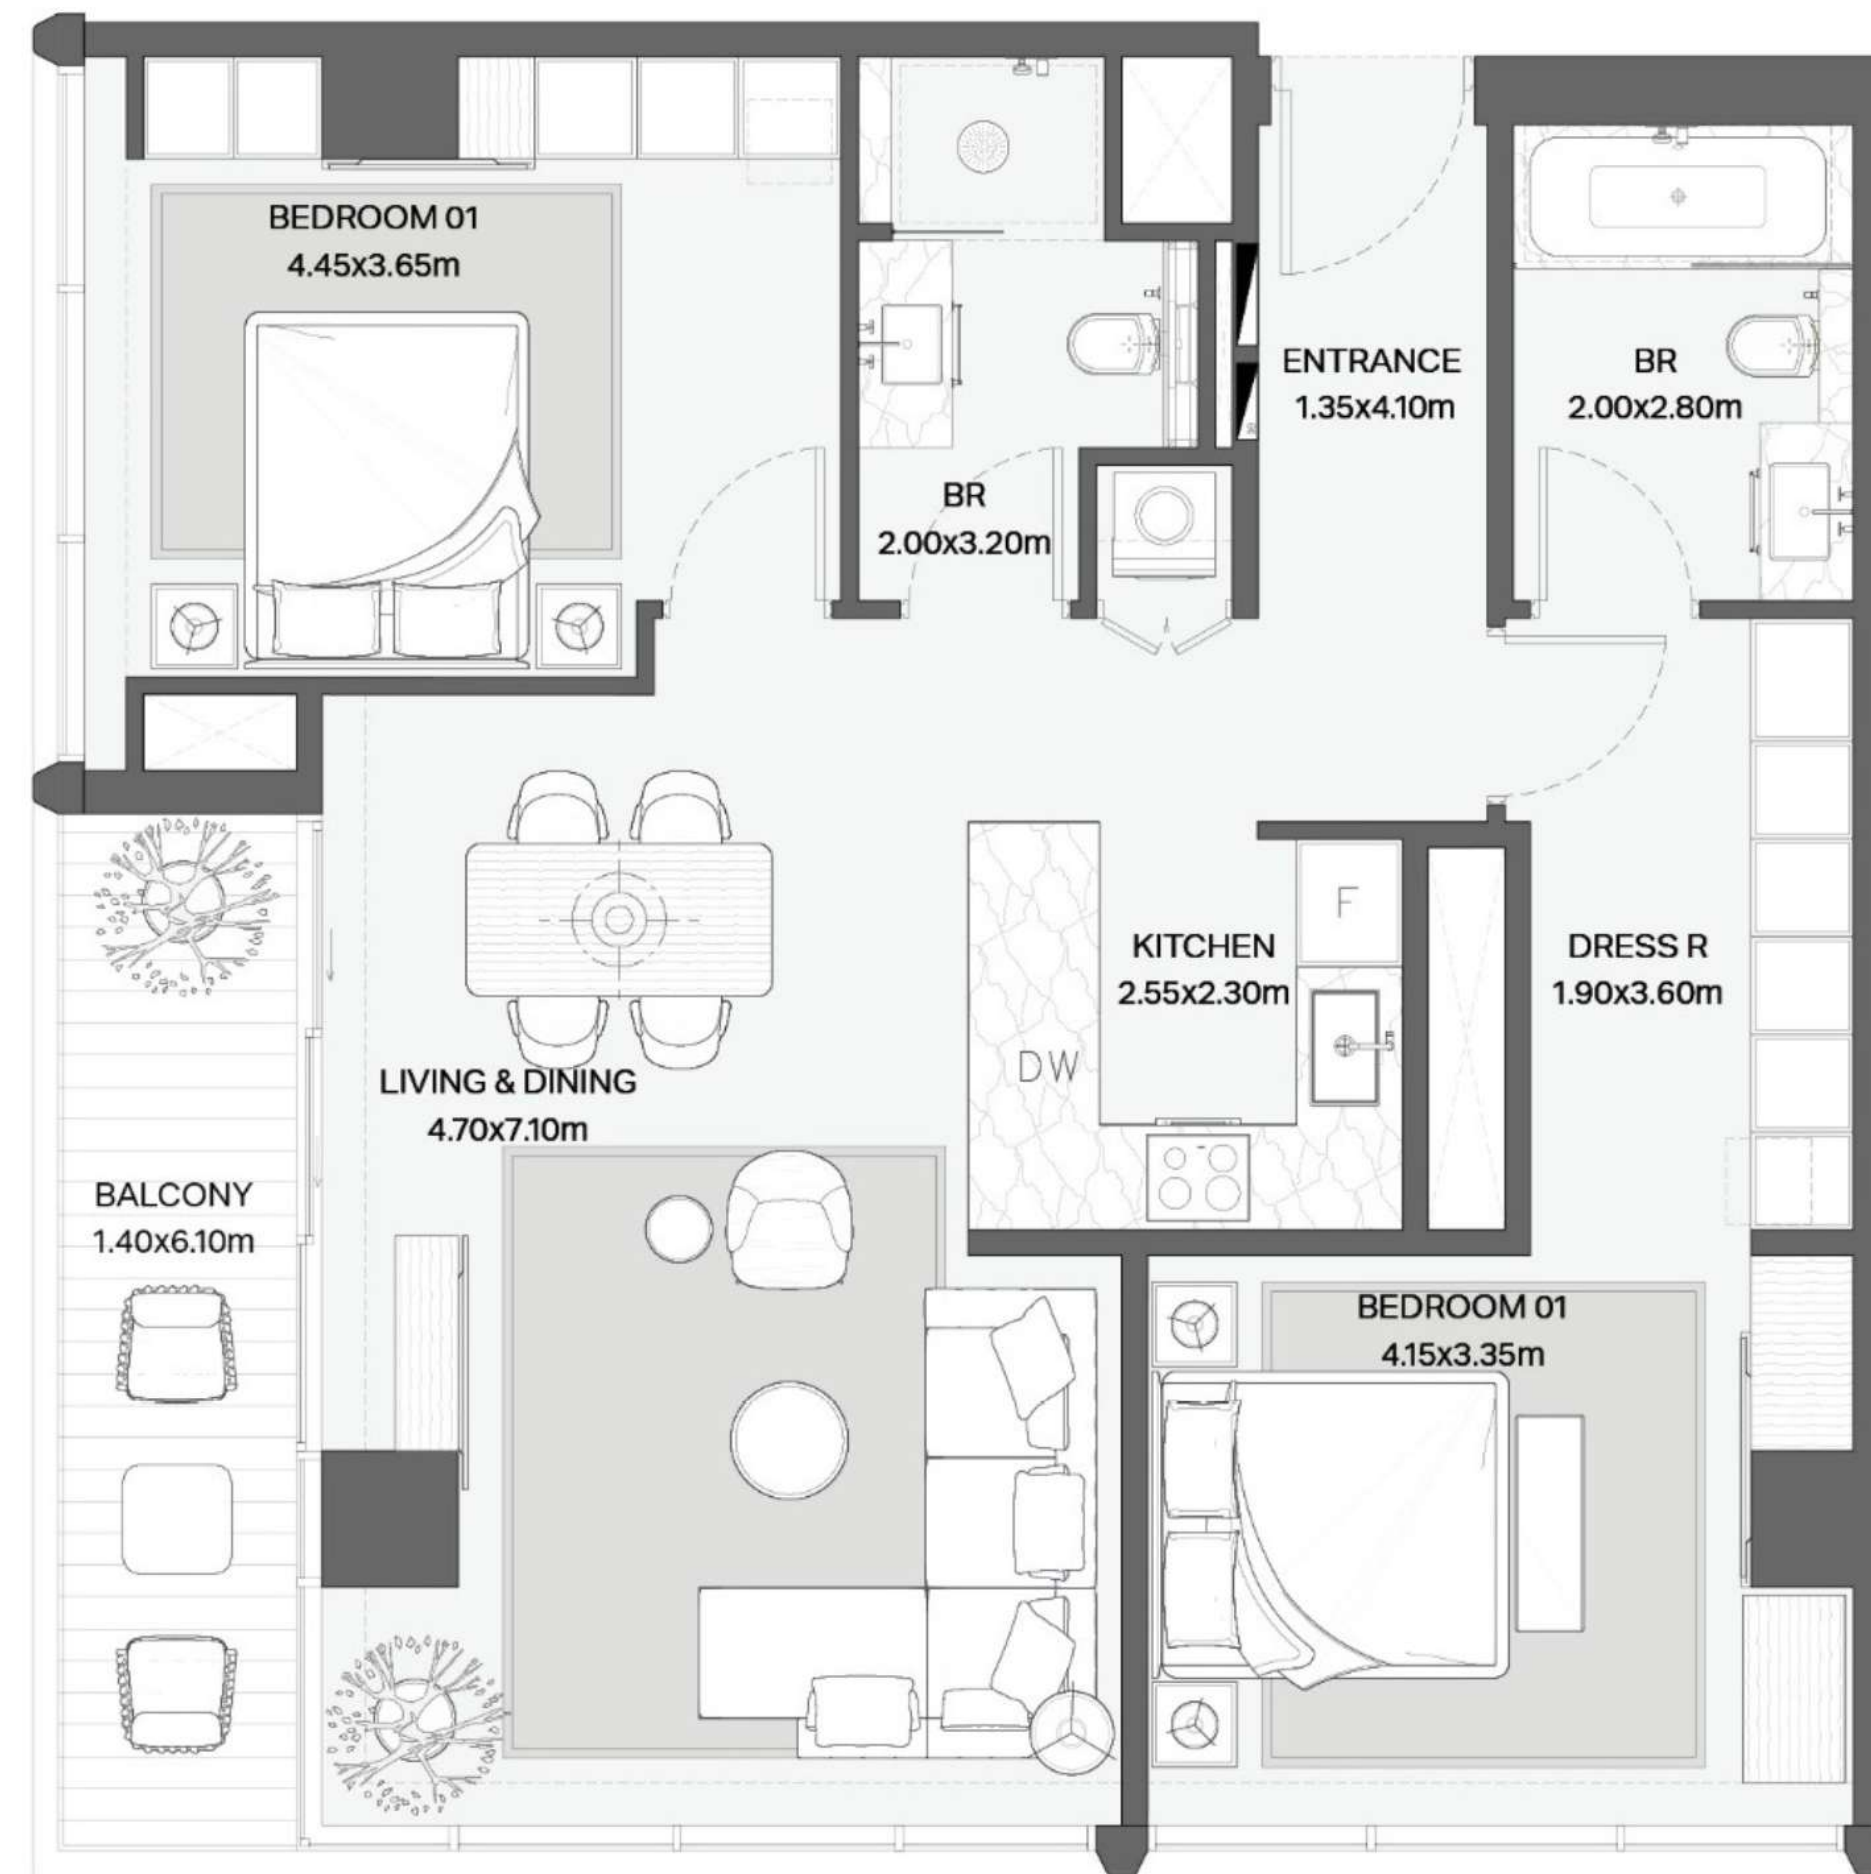 BEDROOM 01
4.45x3.65m
ENTRANCE
1.35x4.10m
BR
2.00x2.80m
BR
2.00x3.20m
F
KITCHEN
2.55x2.30m
DRESS R
1.90x3.60m
DW
LIVING & DINING
4.70x7.10m
BALCONY
1.40x6.10m
BEDROOM 01
4.15x3.35m